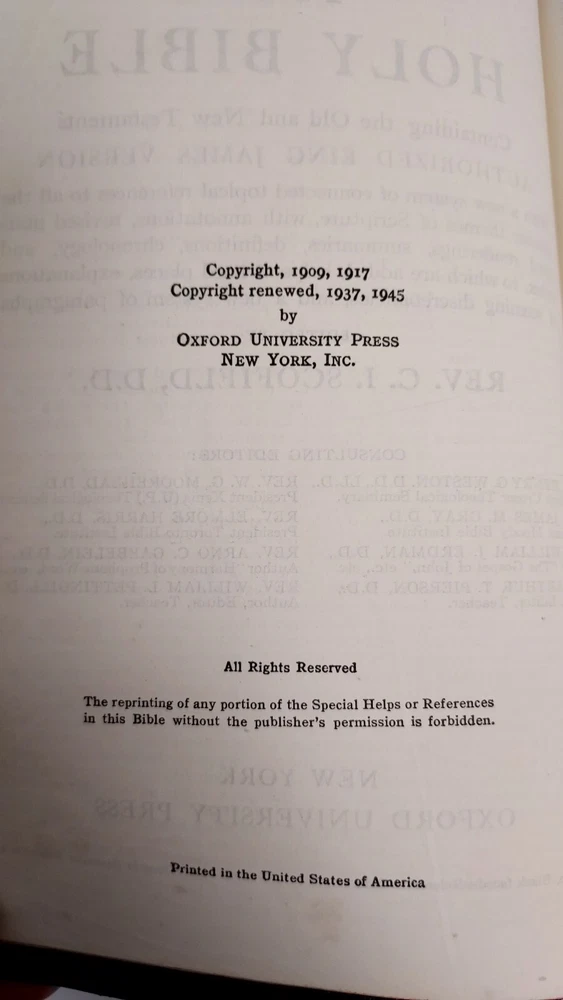 Copyright, 1909, 1917
Copyright renewed, 1937, 1945
by
OXFORD UNIVERSITY PRESS
NEW YORK, INC.
All Rights Reserved
The reprinting of any portion of the Special Helps or References
in this Bible without the publisher's permission is forbidden.
Printed in the United States of America